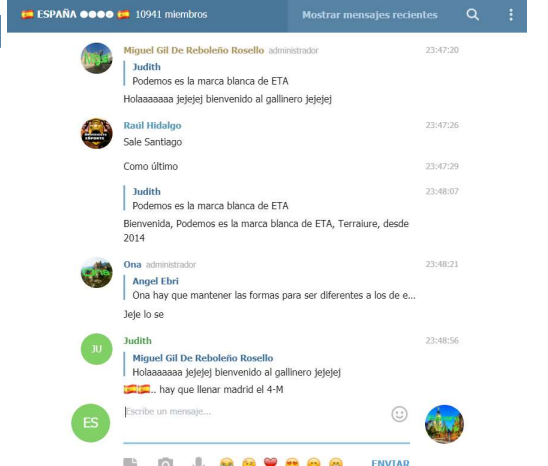 ESPAÑA 10941 miembros
Mostrar mensajes recientes
Miguel Gil De Reboleño Rosello administrador 23:47:20
Judith
Podemos es la marca blanca de ETA
Holaaaaaa jejejej bienvenido al gallinero jejejej
Raúl Hidalgo 23:47:26
Sale Santiago
Como último 23:47:29
Judith 23:48:07
Podemos es la marca blanca de ETA
Bienvenida, Podemos es la marca blanca de ETA, Terraiure, desde
2014
Ona administrador 23:48:21
Angel Ebri
Ona hay que mantener las formas para ser diferentes a los de e...
Jeje lo se
JU
Judith 23:48:56
Miguel Gil De Reboleño Rosello
Holaaaaaa jejejej bienvenido al gallinero jejejej
.. hay que llenar madrid el 4-M
ES
Escribe un mensaje...
ENVIAR